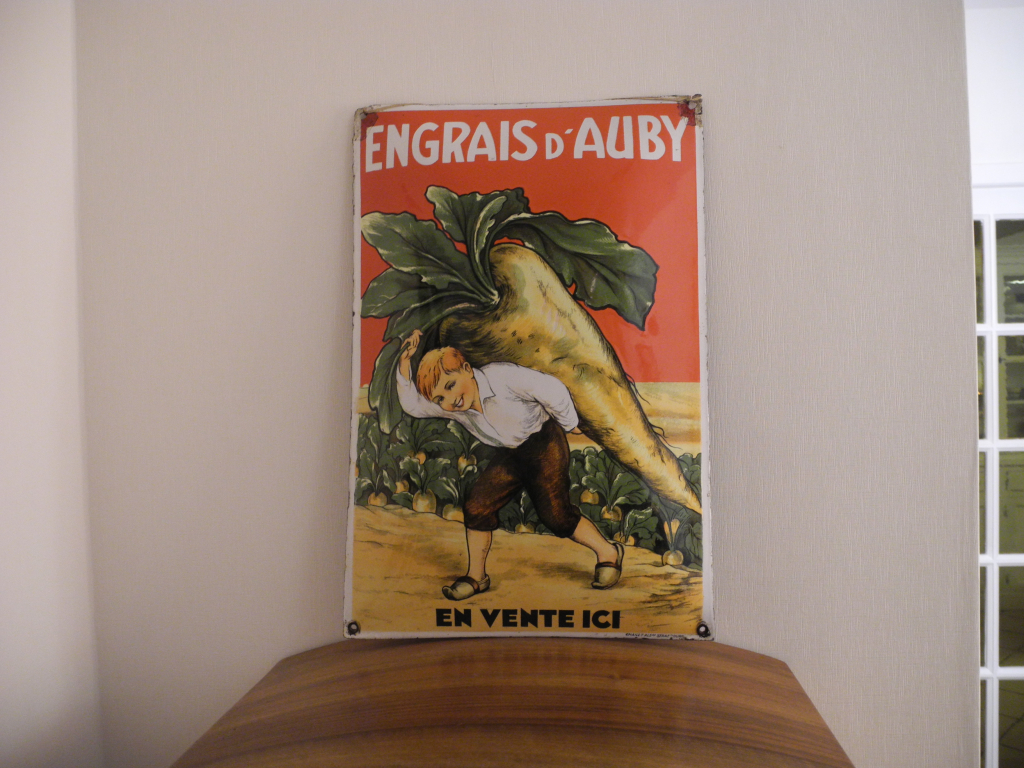 ENGRAIS D'AUBY
EN VENTE ICI